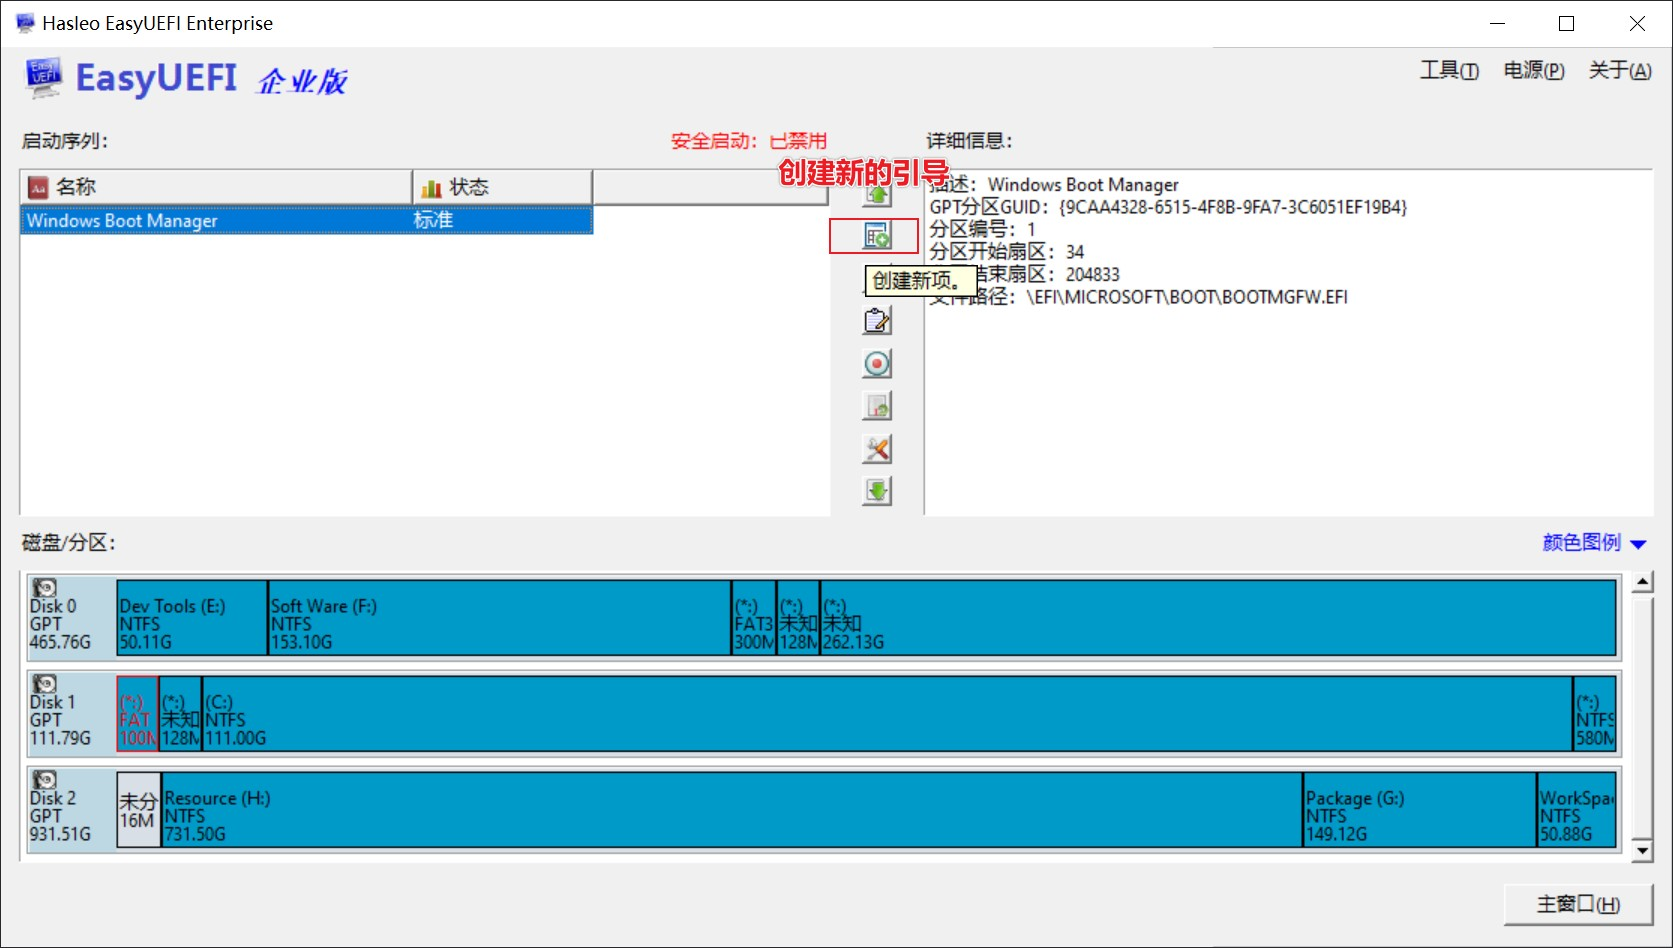 Hasleo EasyUEFI Enterprise
EasyUEFI 企业版
工具(T) 电源(P) 关于(A)
启动序列: 安全启动: 已禁用 详细信息:
创建新的引导
名称 状态
Windows Boot Manager 标准
描述: Windows Boot Manager
GPT分区GUID: {9CAA4328-6515-4F8B-9FA7-3C6051EF19B4}
分区编号: 1
分区开始扇区: 34
结束扇区: 204833
文件路径: \EFI\MICROSOFT\BOOT\BOOTMGFW.EFI
创建新项。
磁盘/分区: 颜色图例
Disk 0
GPT
465.76G
Dev Tools (E:)
NTFS
50.11G
Soft Ware (F:)
NTFS
153.10G
(*:)
FAT3
300M
(*:)
未知
128M
(*:)
未知
262.13G
Disk 1
GPT
111.79G
(*:)
FAT
100M
(*:)
未知
128M
(C:)
NTFS
111.00G
(*:)
NTFS
580M
Disk 2
GPT
931.51G
未分
16M
Resource (H:)
NTFS
731.50G
Package (G:)
NTFS
149.12G
WorkSpa
NTFS
50.88G
主窗口(H)